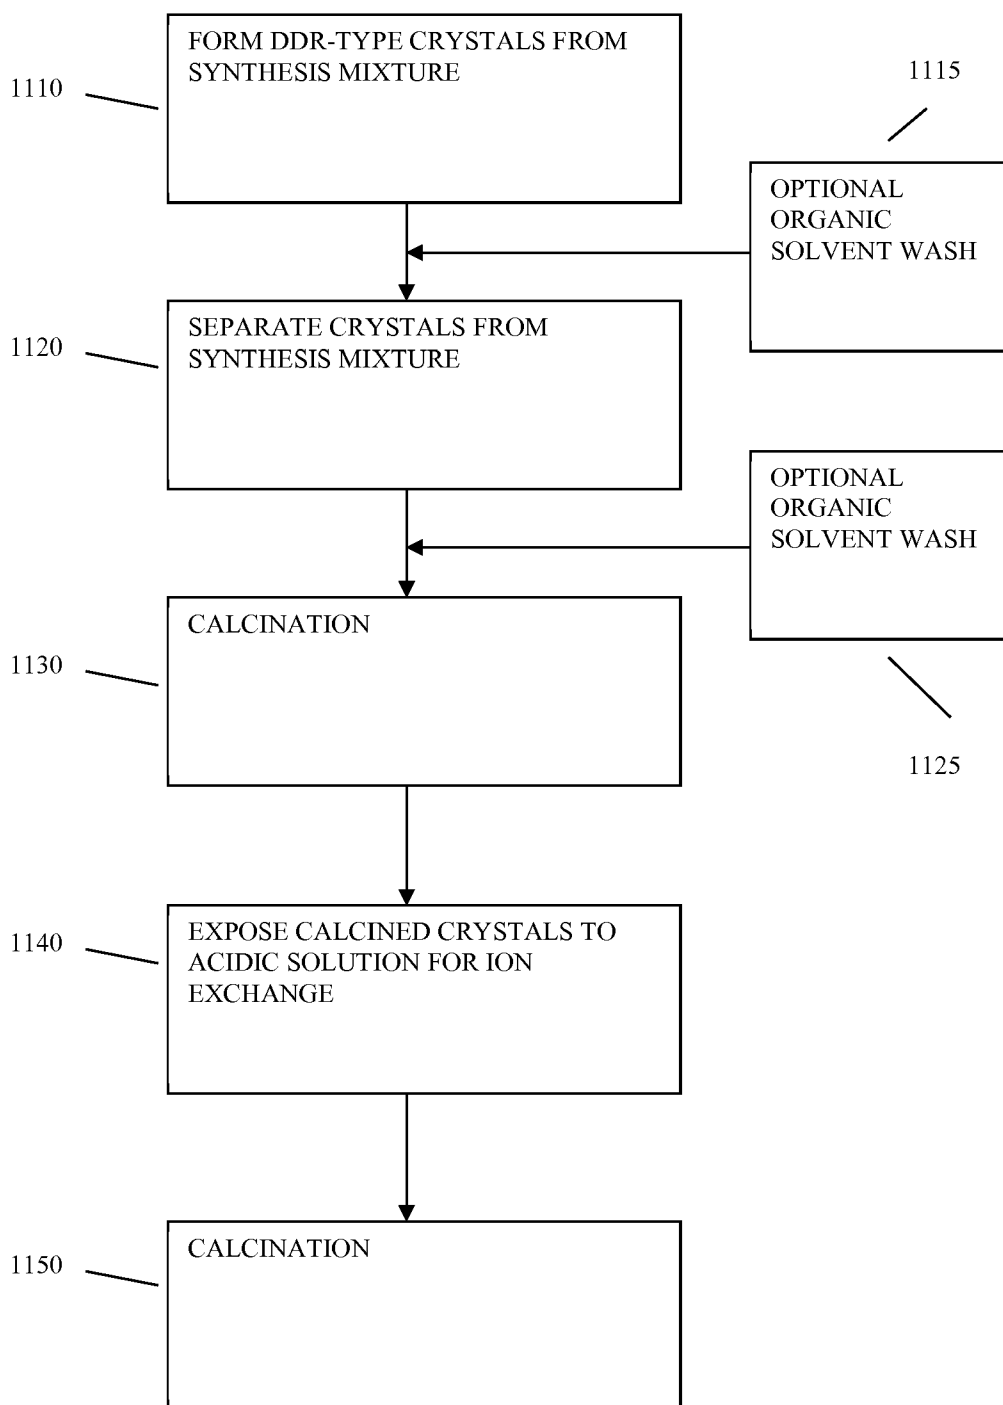 FORM DDR-TYPE CRYSTALS FROM
SYNTHESIS MIXTURE
1110
1115
OPTIONAL
ORGANIC
SOLVENT WASH
SEPARATE CRYSTALS FROM
SYNTHESIS MIXTURE
1120
OPTIONAL
ORGANIC
SOLVENT WASH
CALCINATION
1130
1125
EXPOSE CALCINED CRYSTALS TO
ACIDIC SOLUTION FOR ION
EXCHANGE
1140
CALCINATION
1150